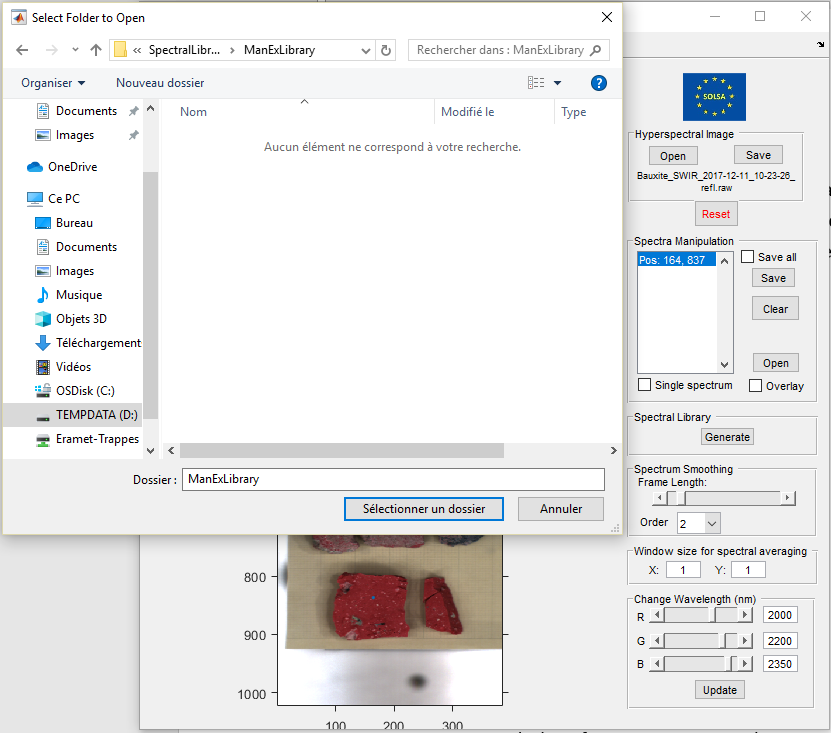 Select Folder to Open
« SpectralLibr... › ManExLibrary
Rechercher dans : ManExLibrary
Organiser
Nouveau dossier
?
Documents
Images
OneDrive
Ce PC
Bureau
Documents
Images
Musique
Objets 3D
Téléchargement
Vidéos
OSDisk (C:)
TEMPDATA (D:)
Eramet-Trappes
Nom
Modifié le
Type
Aucun élément ne correspond à votre recherche.
Dossier :
ManExLibrary
Sélectionner un dossier
Annuler
SOLSA
Hyperspectral Image
Open
Save
Bauxite_SWIR_2017-12-11_10-23-26_
refl.raw
Reset
Spectra Manipulation
Pos: 164, 837
Save all
Save
Clear
Open
Single spectrum
Overlay
Spectral Library
Generate
Spectrum Smoothing
Frame Length:
Order
2
Window size for spectral averaging
X:
1
Y:
1
Change Wavelength (nm)
R
2000
G
2200
B
2350
Update
800
900
1000
100
200
300